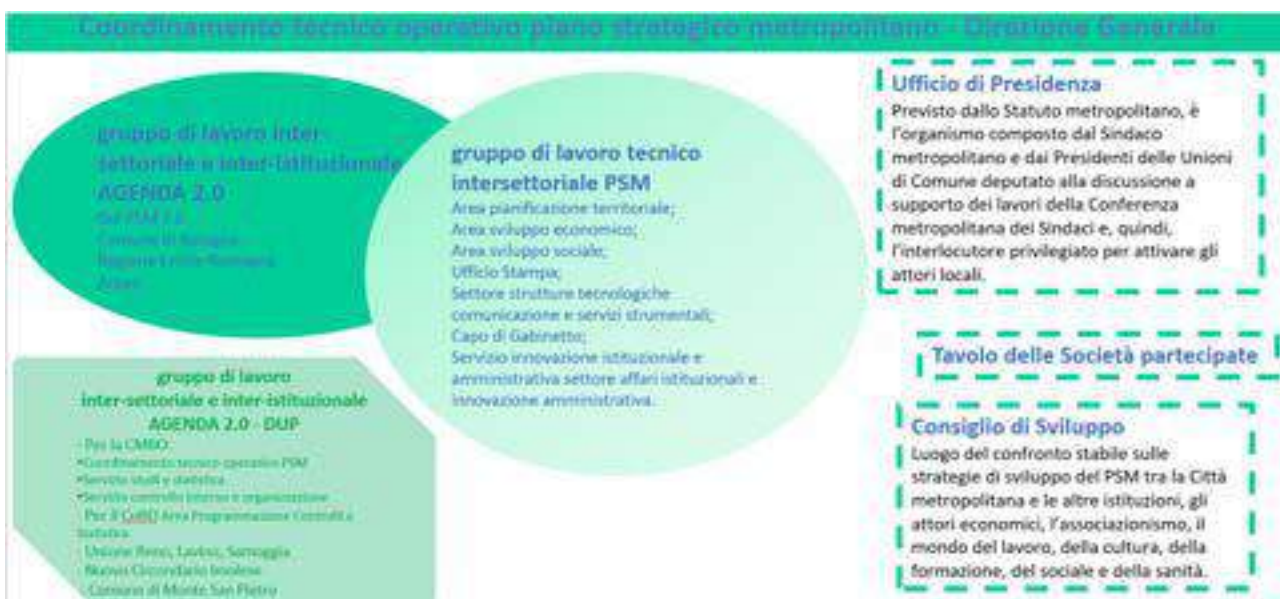 Coordinamento tecnico operativo piano strategico metropolitano - Direzione Generale
gruppo di lavoro inter-
settoriale e inter-istituzionale
AGENDA 2.0
Comune di Bologna
Regione Emilia-Romagna
gruppo di lavoro tecnico
intersettoriale PSM
Area pianificazione territoriale;
Area sviluppo economico;
Area sviluppo sociale;
Ufficio Stampa;
Settore strutture tecnologiche
comunicazione e servizi strumentali;
Capo di Gabinetto;
Servizio innovazione istituzionale e
amministrativa settore affari istituzionali e
innovazione amministrativa.
gruppo di lavoro
inter-settoriale e inter-istituzionale
AGENDA 2.0 - DUP
- Per la CMBO:
•Coordinamento tecnico operativo PSM
•Servizio studi e statistica
•Servizio controllo interno e organizzazione
Per il CoBO Area Programmazione Controlli e
Statistica
Unione Reno, Lavino, Samoggia
Nuovo Circondario Imolese
Comune di Monte San Pietro
Ufficio di Presidenza
Previsto dallo Statuto metropolitano, è
l'organismo composto dal Sindaco
metropolitano e dai Presidenti delle Unioni
di Comune deputato alla discussione a
supporto dei lavori della Conferenza
metropolitana dei Sindaci e, quindi,
l'interlocutore privilegiato per attivare gli
attori locali.
Tavolo delle Società partecipate
Consiglio di Sviluppo
Luogo del confronto stabile sulle
strategie di sviluppo del PSM tra la Città
metropolitana e le altre istituzioni, gli
attori economici, l'associazionismo, il
mondo del lavoro, della cultura, della
formazione, del sociale e della sanità.